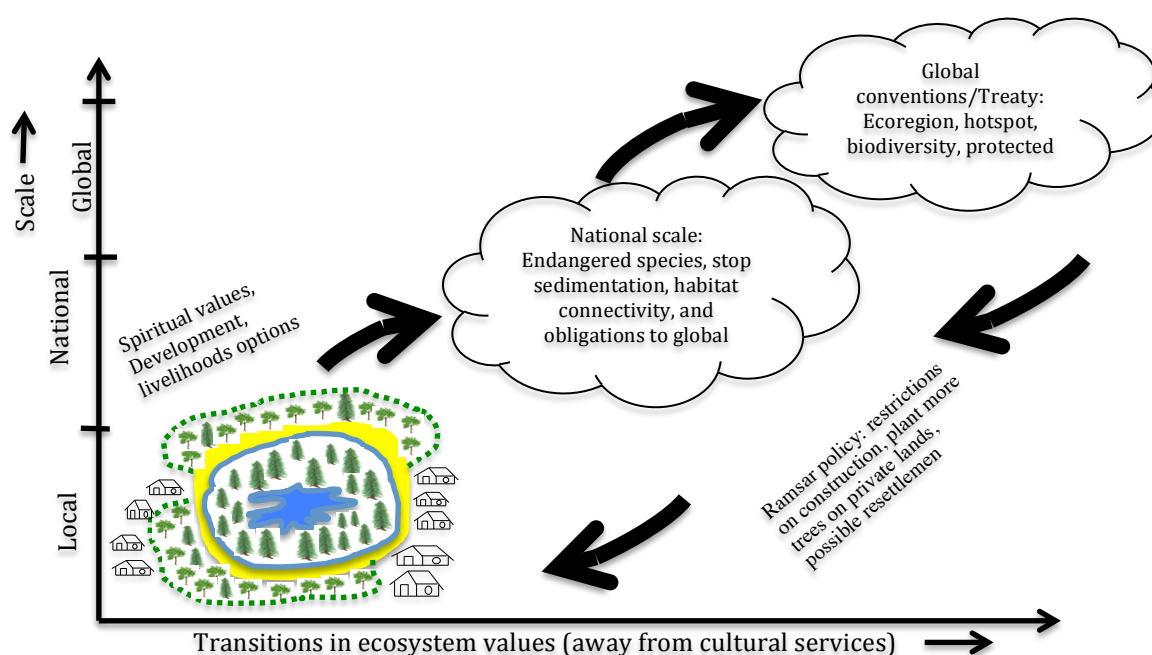 Global
conventions/Treaty:
Ecoregion, hotspot,
biodiversity, protected
National scale:
Endangered species, stop
sedimentation, habitat
connectivity, and
obligations to global
Spiritual values,
Development,
livelihoods options
Ramsar policy: restrictions
on construction, plant more
trees on private lands,
possible resettlemen
Scale
Global
National
Local
Transitions in ecosystem values (away from cultural services)